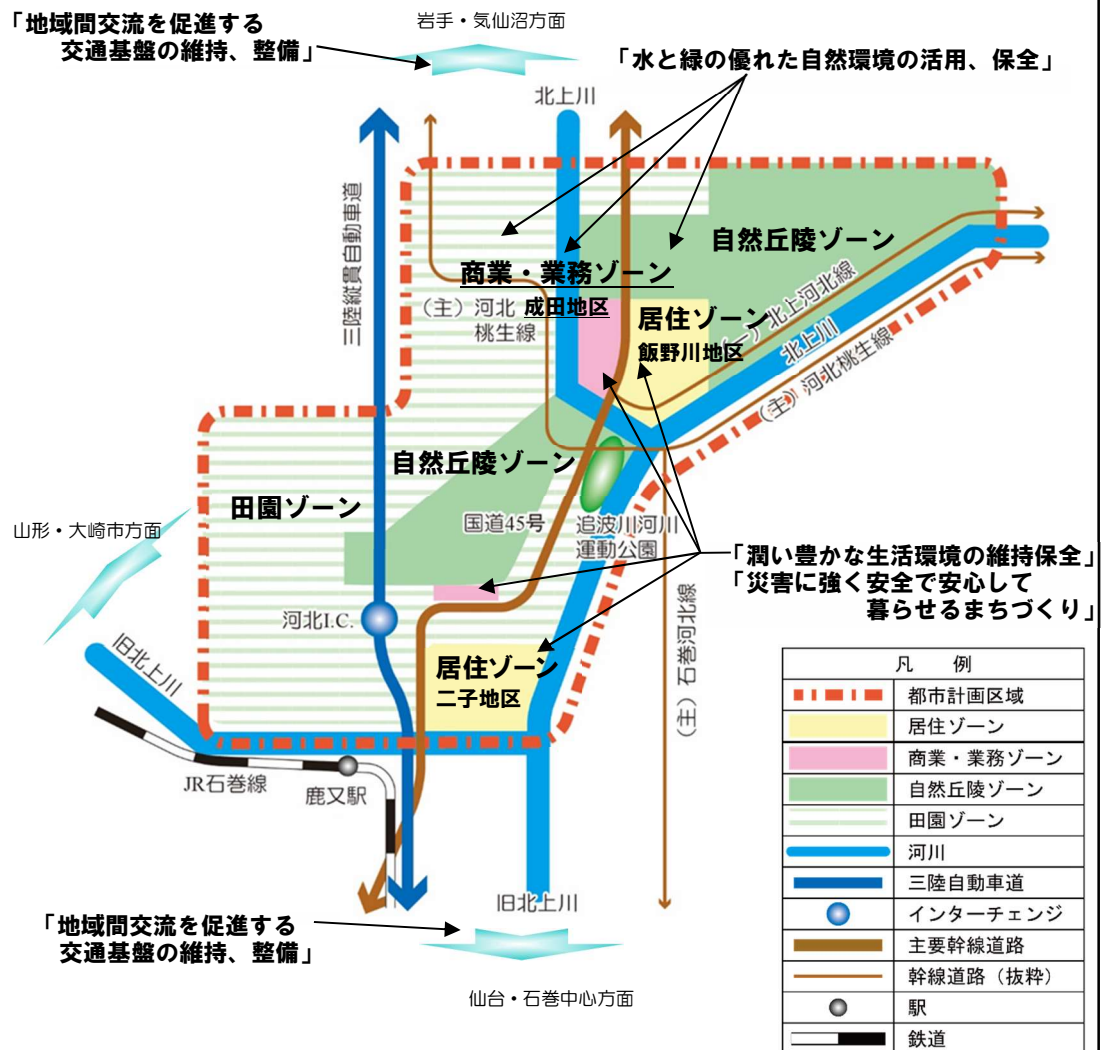 「地域間交流を促進する
交通基盤の維持、整備」
岩手・気仙沼方面
「水と緑の優れた自然環境の活用、保全」
北上川
三陸縦貫自動車道
自然丘陵ゾーン
商業・業務ゾーン
(主)河北
桃生線
成田地区
居住ゾーン
飯野川地区
(一)北上河北線
北上川
(主)河北桃生線
自然丘陵ゾーン
田園ゾーン
国道45号
追波川河川
運動公園
山形・大崎市方面
「潤い豊かな生活環境の維持保全」
「災害に強く安全で安心して
暮らせるまちづくり」
河北I.C.
旧北上川
居住ゾーン
二子地区
(主)石巻河北線
JR石巻線
鹿又駅
旧北上川
「地域間交流を促進する
交通基盤の維持、整備」
仙台・石巻中心方面
凡 例
都市計画区域
居住ゾーン
商業・業務ゾーン
自然丘陵ゾーン
田園ゾーン
河川
三陸自動車道
インターチェンジ
主要幹線道路
幹線道路(抜粋)
駅
鉄道